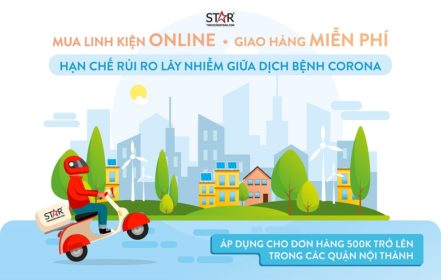 STAR
MUA LINH KIỆN ONLINE • GIAO HÀNG MIỄN PHÍ
HẠN CHẾ RỦI RO LÂY NHIỄM GIỮA DỊCH BỆNH CORONA
STAR
ÁP DỤNG CHO ĐƠN HÀNG 500K TRỞ LÊN
TRONG CÁC QUẬN NỘI THÀNH